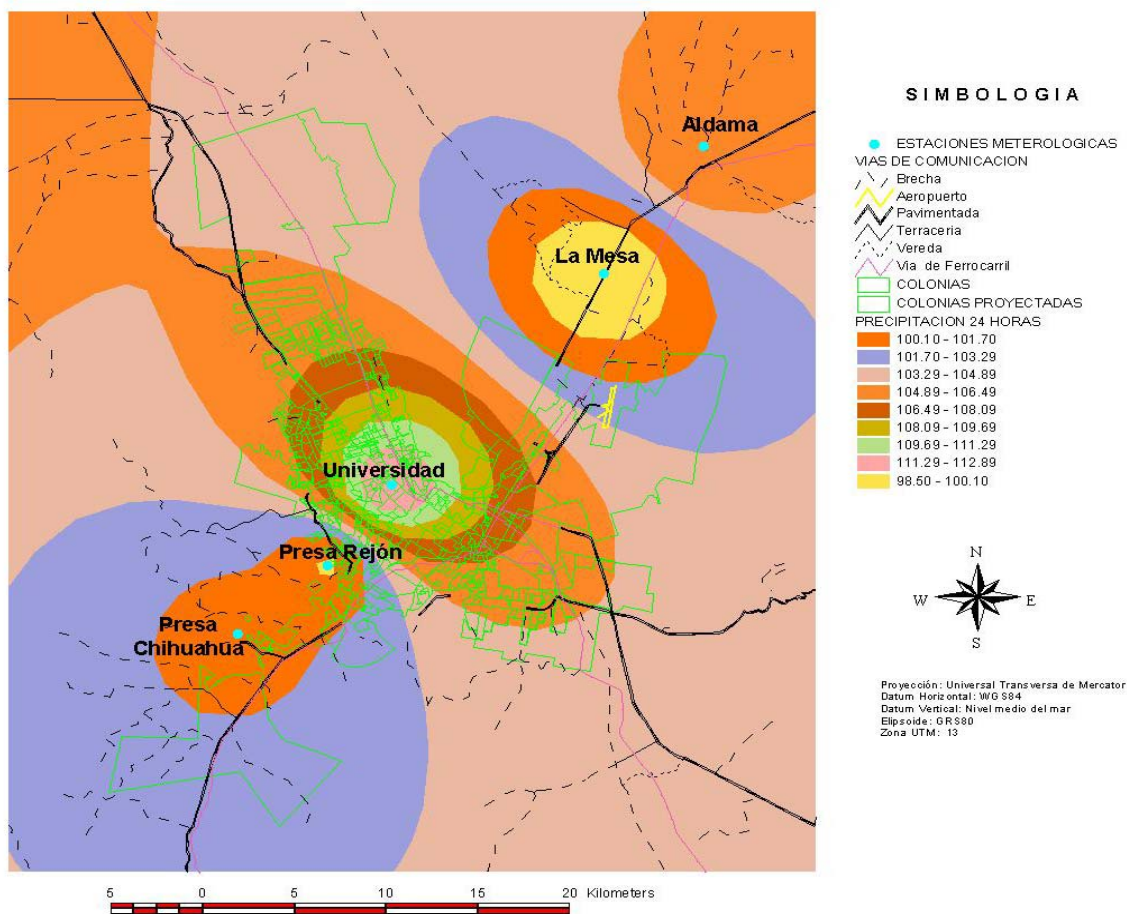 Aldama
La Mesa
Universidad
Presa Rejón
Presa
Chihuahua
5 0 5 10 15 20 Kilometers
SIMBOLOGIA
ESTACIONES METEROLOGICAS
VIAS DE COMUNICACION
Brecha
Aeropuerto
Pavimentada
Terraceria
Vereda
Via de Ferrocarril
COLONIAS
COLONIAS PROYECTADAS
PRECIPITACION 24 HORAS
100.10 - 101.70
101.70 - 103.29
103.29 - 104.89
104.89 - 106.49
106.49 - 108.09
108.09 - 109.69
109.69 - 111.29
111.29 - 112.89
98.50 - 100.10
N
W E
S
Proyección: Universal Transversa de Mercator
Datum Horizontal: WGS84
Datum Vertical: Nivel medio del mar
Elipsoide: GRS80
Zona UTM: 13